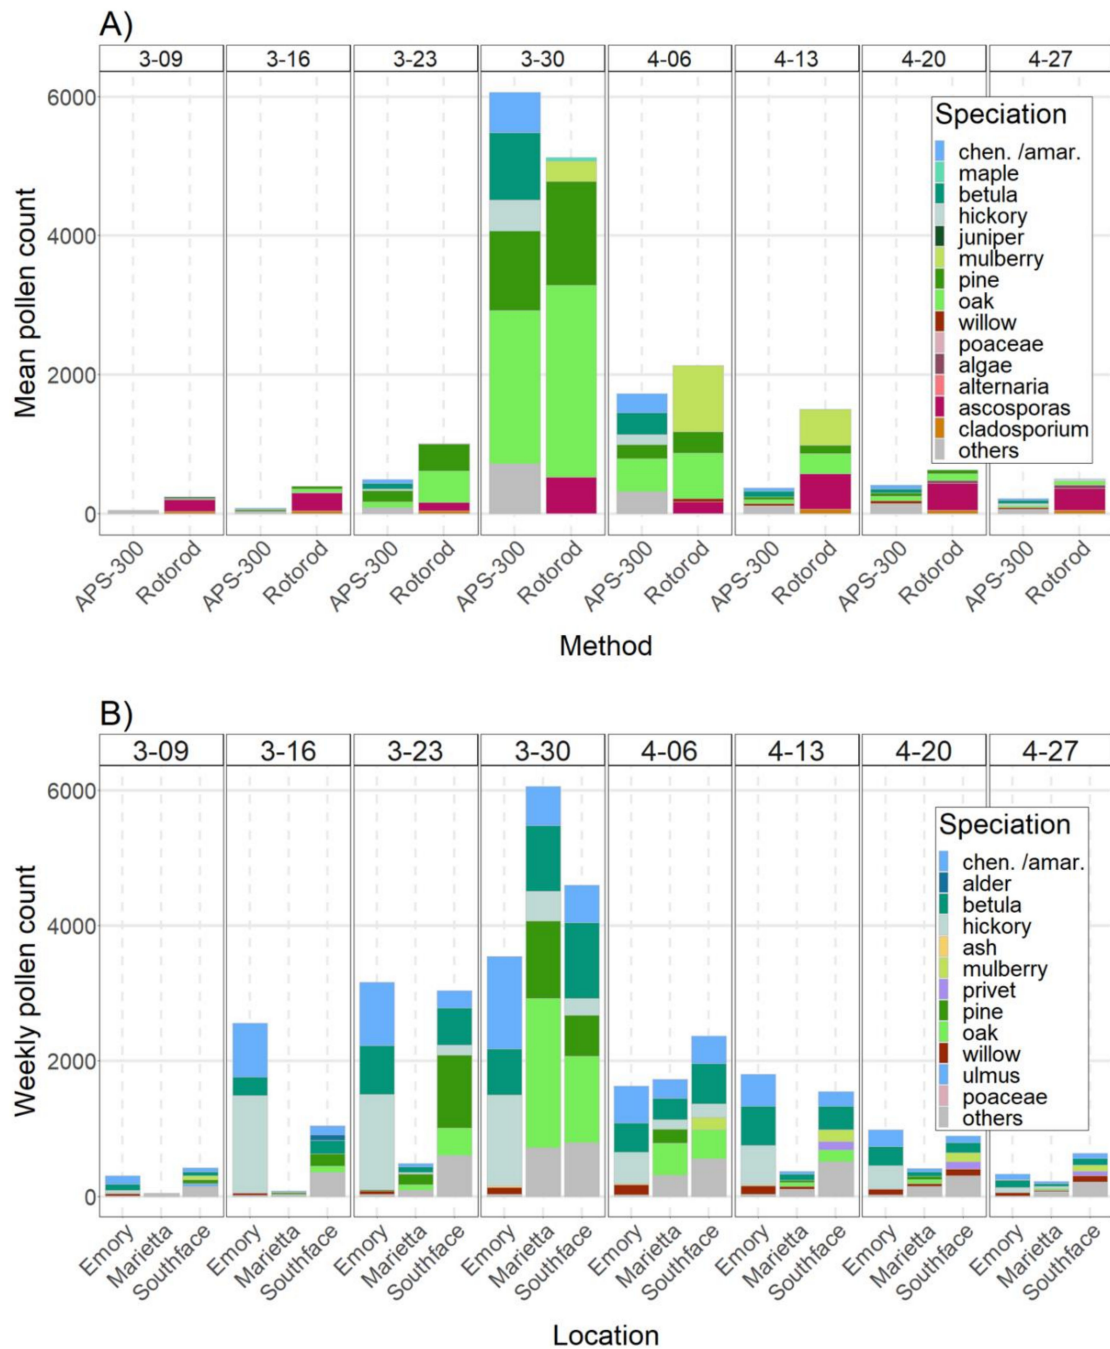 A)
3-09 3-16 3-23 3-30 4-06 4-13 4-20 4-27
Mean pollen count
6000
4000
2000
0
Speciation
chen. /amar.
maple
betula
hickory
juniper
mulberry
pine
oak
willow
poaceae
algae
alternaria
ascosporas
cladosporium
others
APS-300 Rotorod APS-300 Rotorod APS-300 Rotorod APS-300 Rotorod APS-300 Rotorod APS-300 Rotorod APS-300 Rotorod APS-300 Rotorod
Method
B)
3-09 3-16 3-23 3-30 4-06 4-13 4-20 4-27
Weekly pollen count
6000
4000
2000
0
Speciation
chen. /amar.
alder
betula
hickory
ash
mulberry
privet
pine
oak
willow
ulmus
poaceae
others
Emory Marietta Southface Emory Marietta Southface Emory Marietta Southface Emory Marietta Southface Emory Marietta Southface Emory Marietta Southface Emory Marietta Southface Emory Marietta Southface
Location